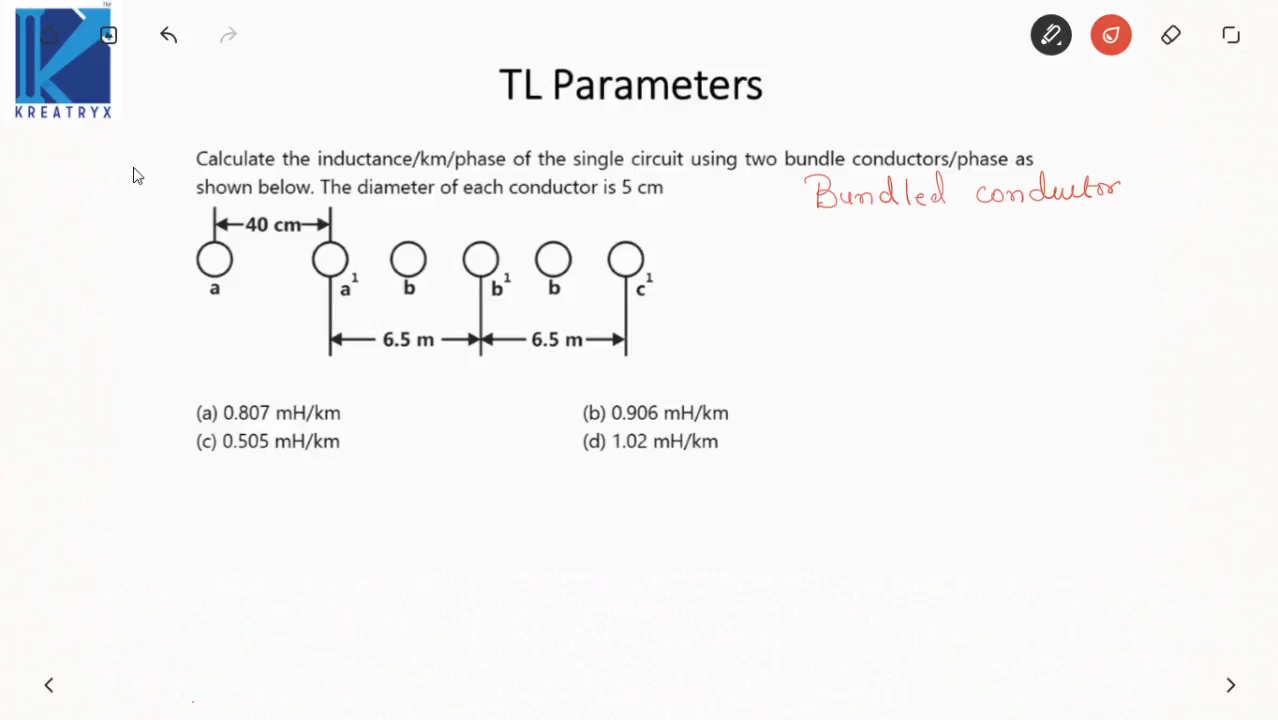 TM
KREATRYX
TL Parameters
Calculate the inductance/km/phase of the single circuit using two bundle conductors/phase as
shown below. The diameter of each conductor is 5 cm
Bundled conductor
40 cm
a a¹ b b¹ b c¹
6.5 m 6.5 m
(a) 0.807 mH/km (b) 0.906 mH/km
(c) 0.505 mH/km (d) 1.02 mH/km